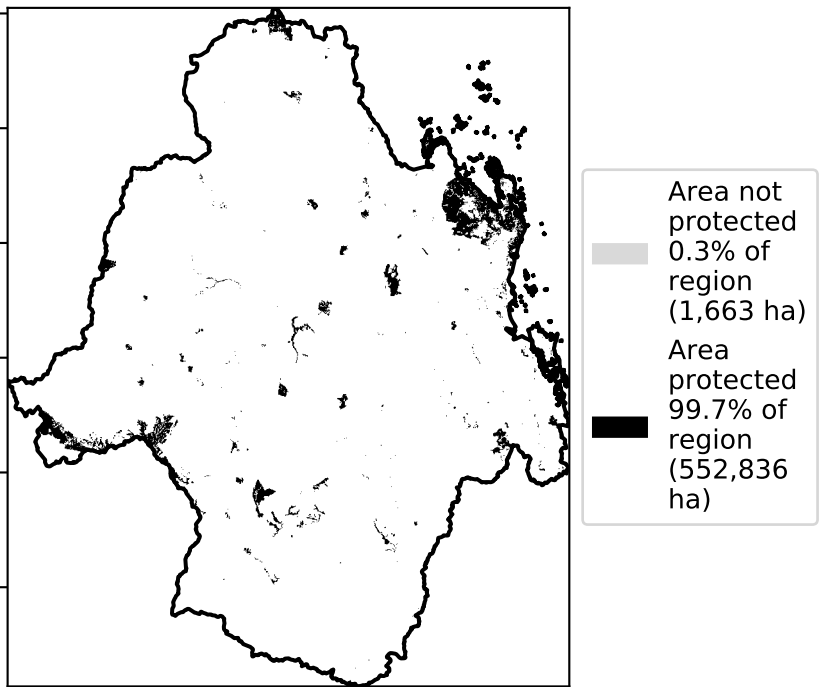 Area not
protected
0.3% of
region
(1,663 ha)
Area
protected
99.7% of
region
(552,836
ha)